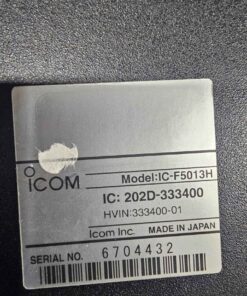 ICOM
Model:IC-F5013H
IC: 202D-333400
HVIN:333400-01
Icom Inc. MADE IN JAPAN
SERIAL NO. 6704432